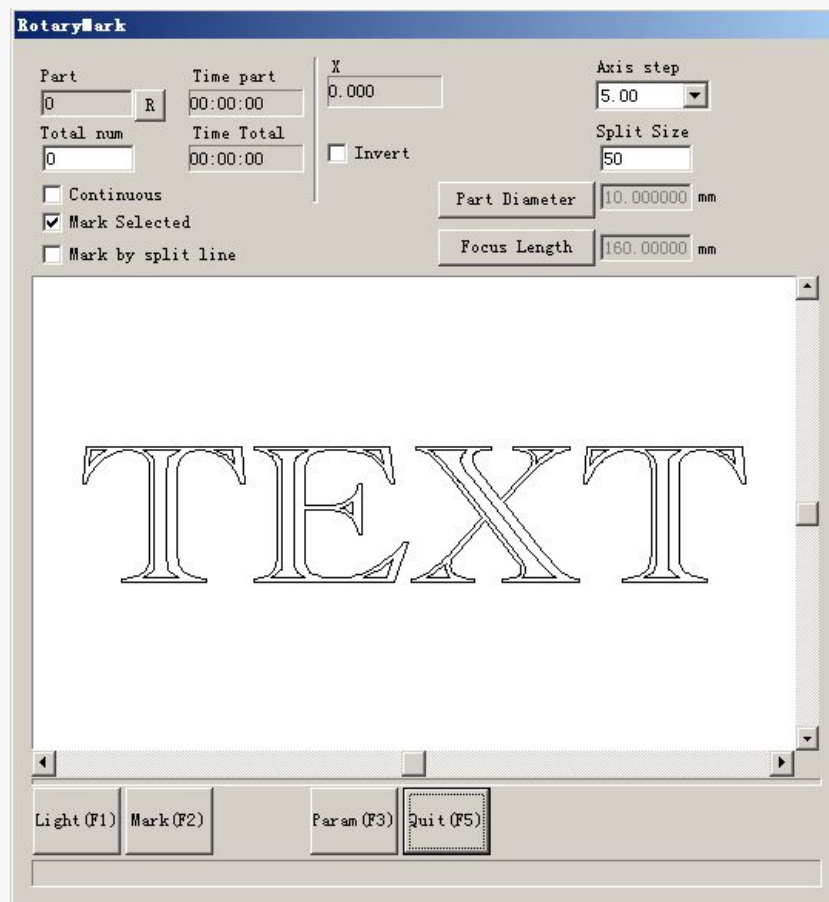 RotaryMark
Part
Time part
X
Axis step
0
R
00:00:00
0.000
5.00
Total num
Time Total
Split Size
0
00:00:00
Invert
50
Continuous
Part Diameter
10.000000 mm
Mark Selected
Focus Length
160.00000 mm
Mark by split line
TEXT
Light(F1)
Mark(F2)
Param(F3)
Quit(F5)